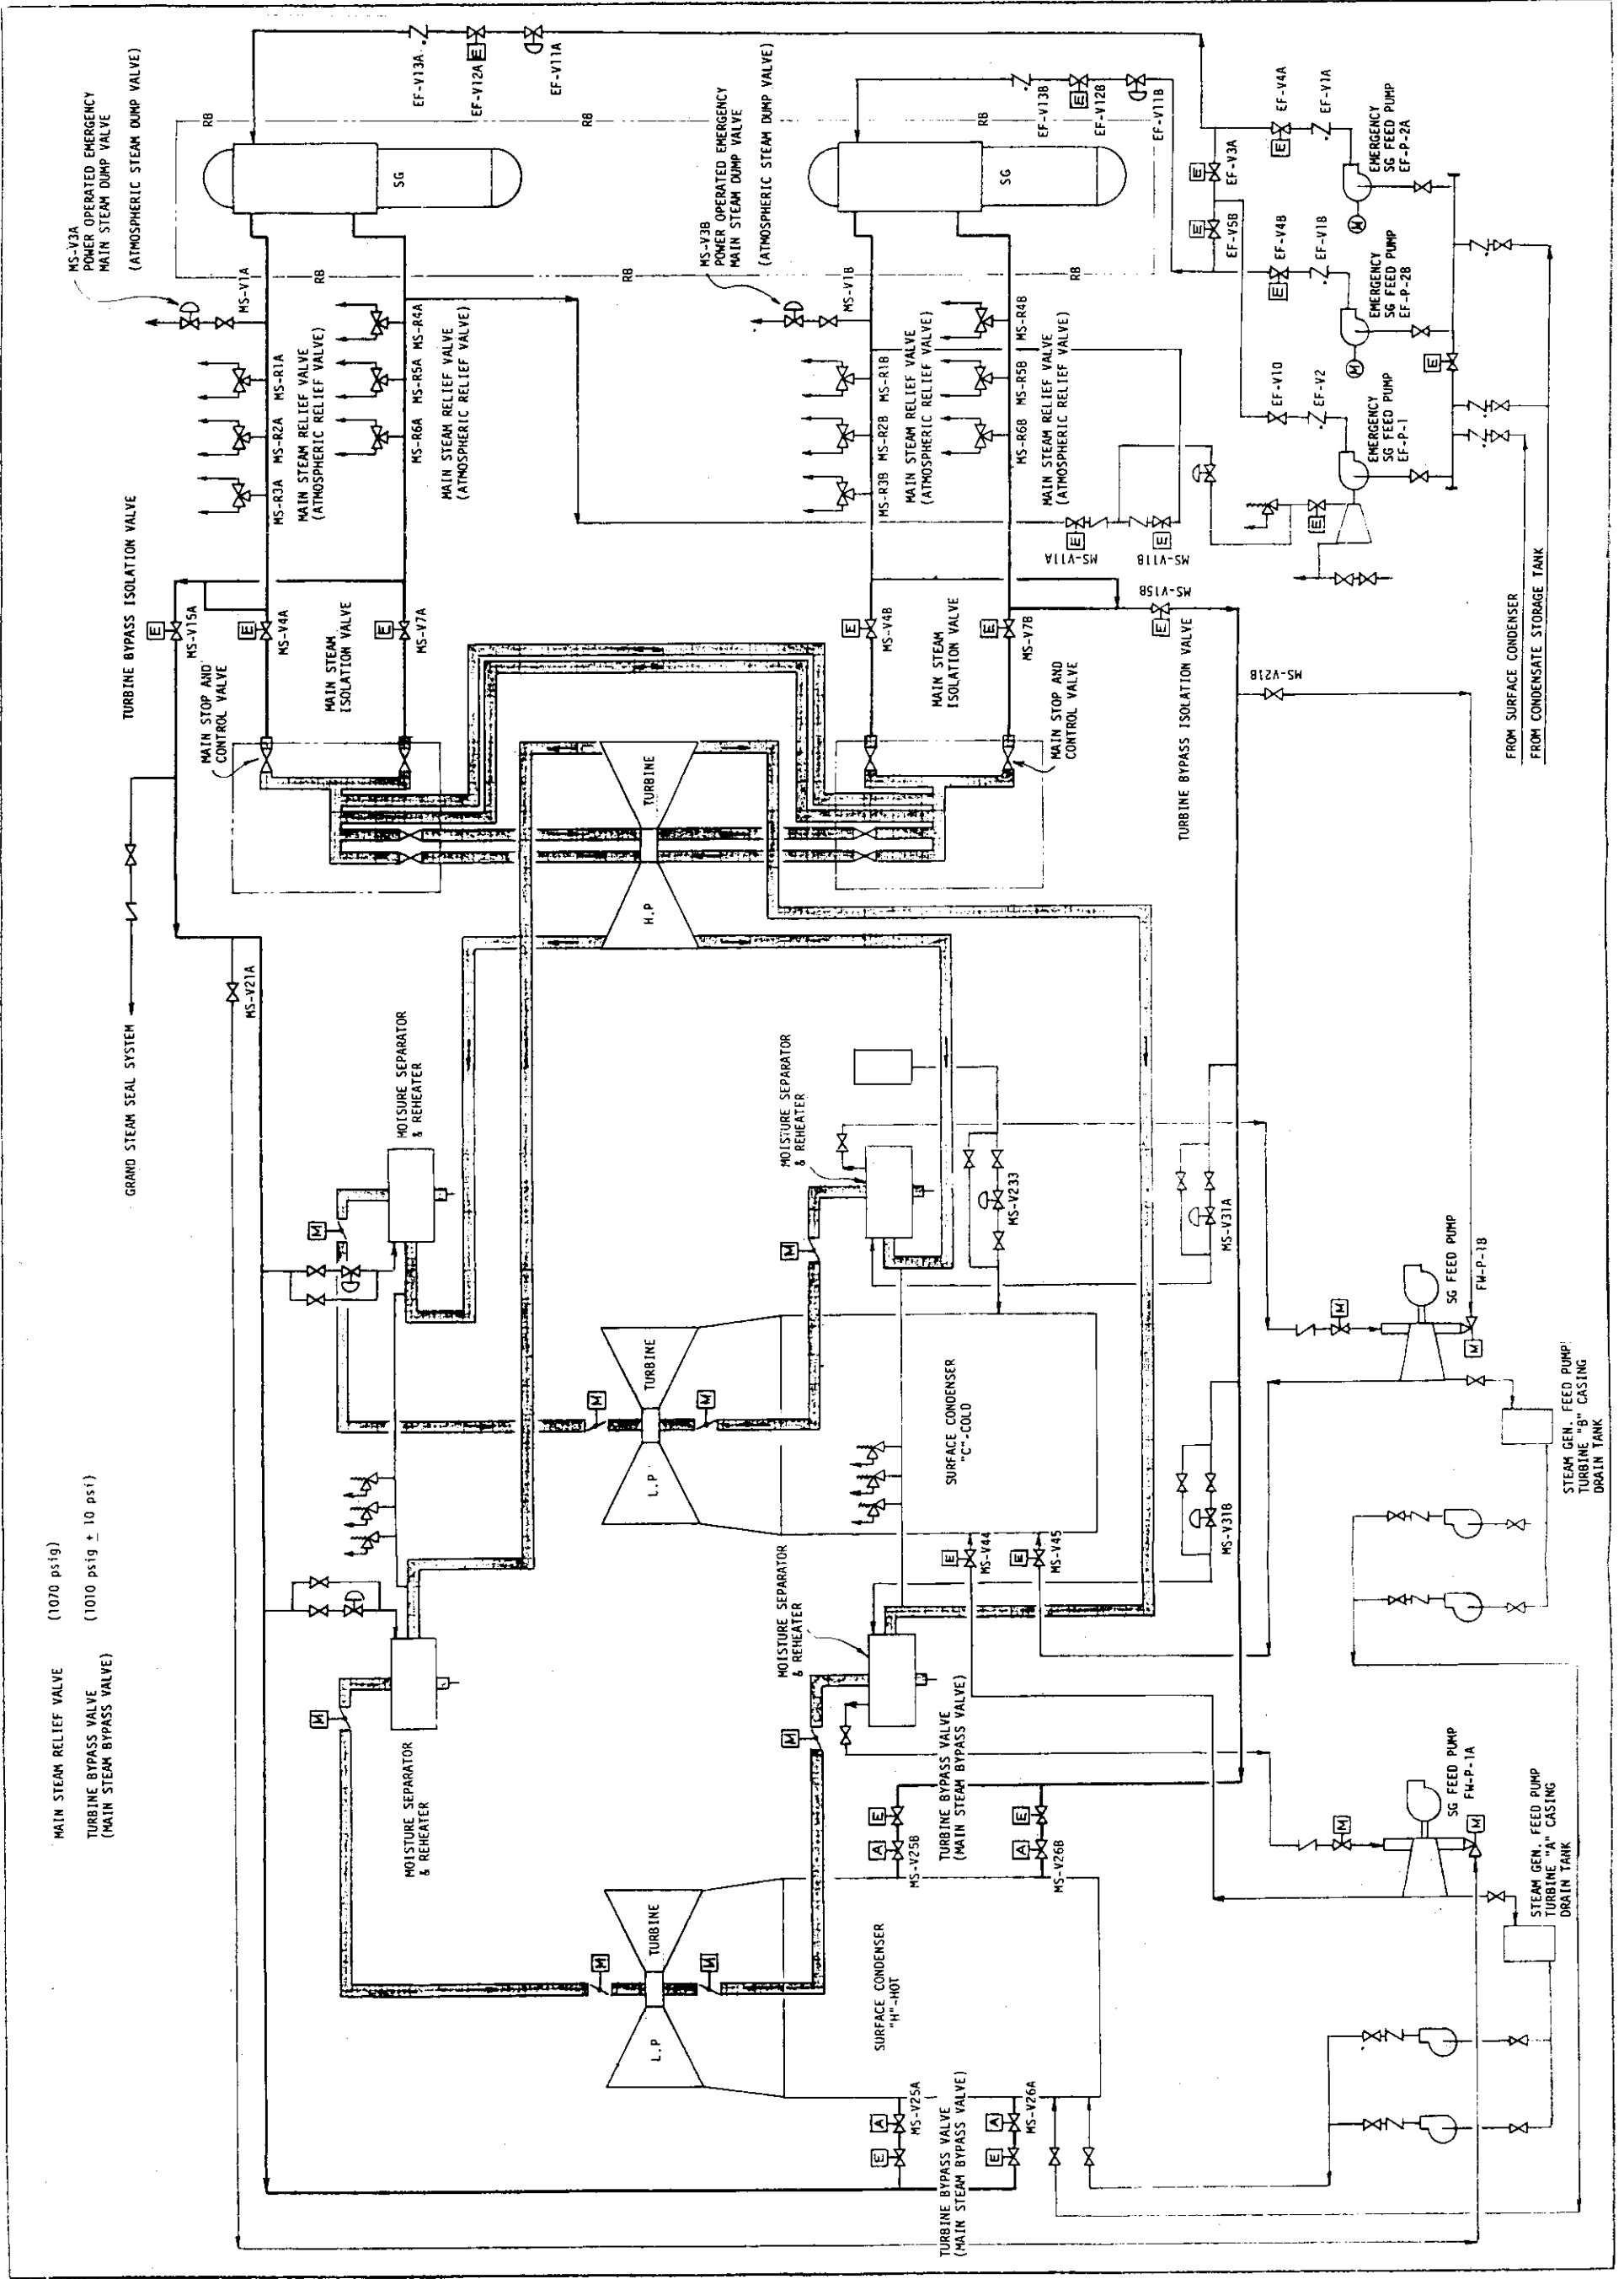 MAIN STEAM RELIEF VALVE (1070 psig)
TURBINE BYPASS VALVE (1010 psig ± 10 psi)
(MAIN STEAM BYPASS VALVE)
GRAND STEAM SEAL SYSTEM
TURBINE BYPASS ISOLATION VALVE
MS-V3A
POWER OPERATED EMERGENCY
MAIN STEAM DUMP VALVE
(ATMOSPHERIC STEAM DUMP VALVE)
MS-V1A
RB
RB
RB
SG
EF-V13A
E
EF-V12A
EF-V11A
MS-R3A
MS-R2A
MS-R1A
MAIN STEAM RELIEF VALVE
(ATMOSPHERIC RELIEF VALVE)
MS-R6A
MS-R5A
MS-R4A
MAIN STEAM RELIEF VALVE
(ATMOSPHERIC RELIEF VALVE)
E
MS-V15A
E
MS-V4A
E
MS-V7A
MAIN STEAM
ISOLATION VALVE
MAIN STOP AND
CONTROL VALVE
MS-V21A
MOISURE SEPARATOR
& REHEATER
M
MOISTURE SEPARATOR
& REHEATER
M
H.P
TURBINE
MS-V3B
POWER OPERATED EMERGENCY
MAIN STEAM DUMP VALVE
(ATMOSPHERIC STEAM DUMP VALVE)
MS-V1B
RB
RB
SG
EF-V13B
E
EF-V12B
EF-V11B
MS-R3B
MS-R2B
MS-R1B
MAIN STEAM RELIEF VALVE
(ATMOSPHERIC RELIEF VALVE)
MS-R6B
MS-R5B
MS-R4B
MAIN STEAM RELIEF VALVE
(ATMOSPHERIC RELIEF VALVE)
E
MS-V4B
E
MS-V7B
MAIN STEAM
ISOLATION VALVE
MAIN STOP AND
CONTROL VALVE
E
MS-V11A
E
MS-V11B
E
MS-V15B
TURBINE BYPASS ISOLATION VALVE
MS-V21B
E
EF-V3A
E
EF-V5B
E
EF-V4A
EF-V1A
M
EMERGENCY
SG FEED PUMP
EF-P-2A
E
EF-V4B
EF-V1B
M
EMERGENCY
SG FEED PUMP
EF-P-2B
EF-V10
EF-V2
EMERGENCY
SG FEED PUMP
EF-P-1
E
E
FROM SURFACE CONDENSER
FROM CONDENSATE STORAGE TANK
MOISTURE SEPARATOR
& REHEATER
M
MS-V233
MS-V31A
L.P
TURBINE
M
M
SURFACE CONDENSER
"C"-COLD
E
MS-V44
E
MS-V45
MS-V31B
MOISTURE SEPARATOR
& REHEATER
M
M
SG FEED PUMP
FW-P-1B
M
STEAM GEN. FEED PUMP
TURBINE "B" CASING
DRAIN TANK
L.P
TURBINE
M
M
SURFACE CONDENSER
"H"-HOT
A
E
MS-V25B
A
E
MS-V26B
TURBINE BYPASS VALVE
(MAIN STEAM BYPASS VALVE)
E
A
MS-V25A
E
A
MS-V26A
TURBINE BYPASS VALVE
(MAIN STEAM BYPASS VALVE)
M
SG FEED PUMP
FW-P-1A
M
STEAM GEN. FEED PUMP
TURBINE "A" CASING
DRAIN TANK